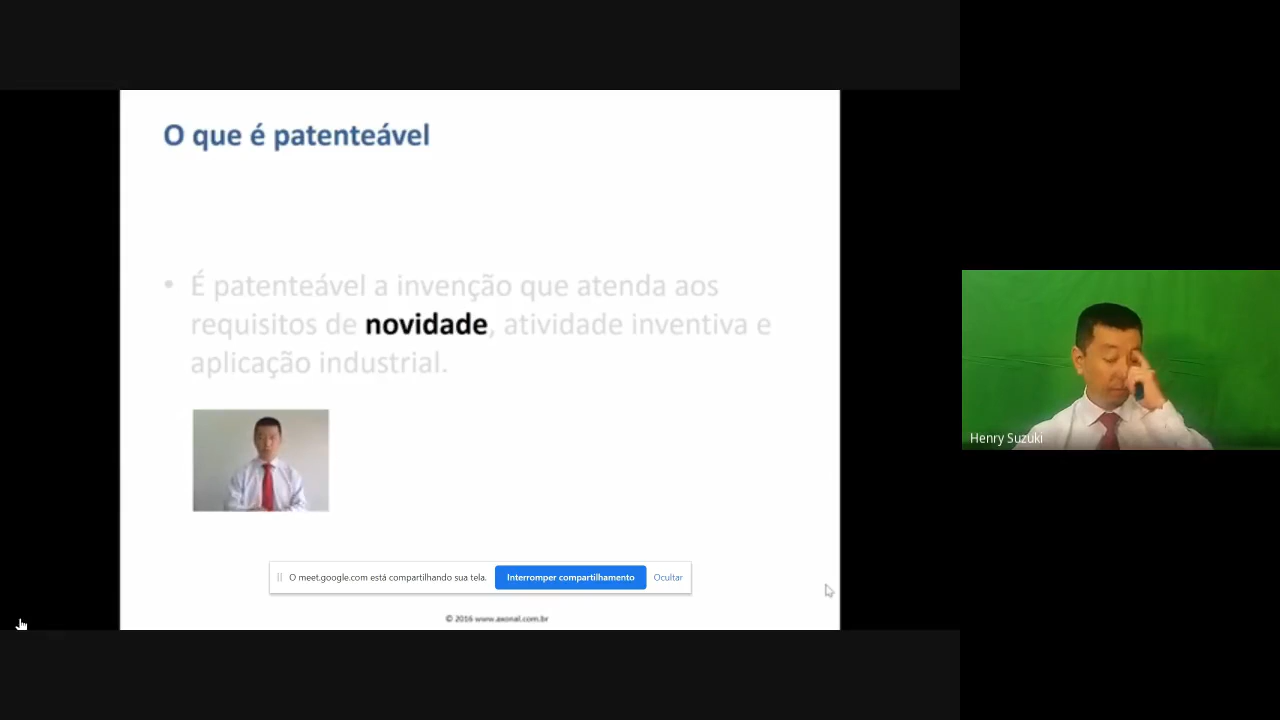 O que é patenteável
• É patenteável a invenção que atenda aos
requisitos de novidade, atividade inventiva e
aplicação industrial.
Henry Suzuki
O meet.google.com está compartilhando sua tela.
Interromper compartilhamento
Ocultar
© 2016 www.axonal.com.br